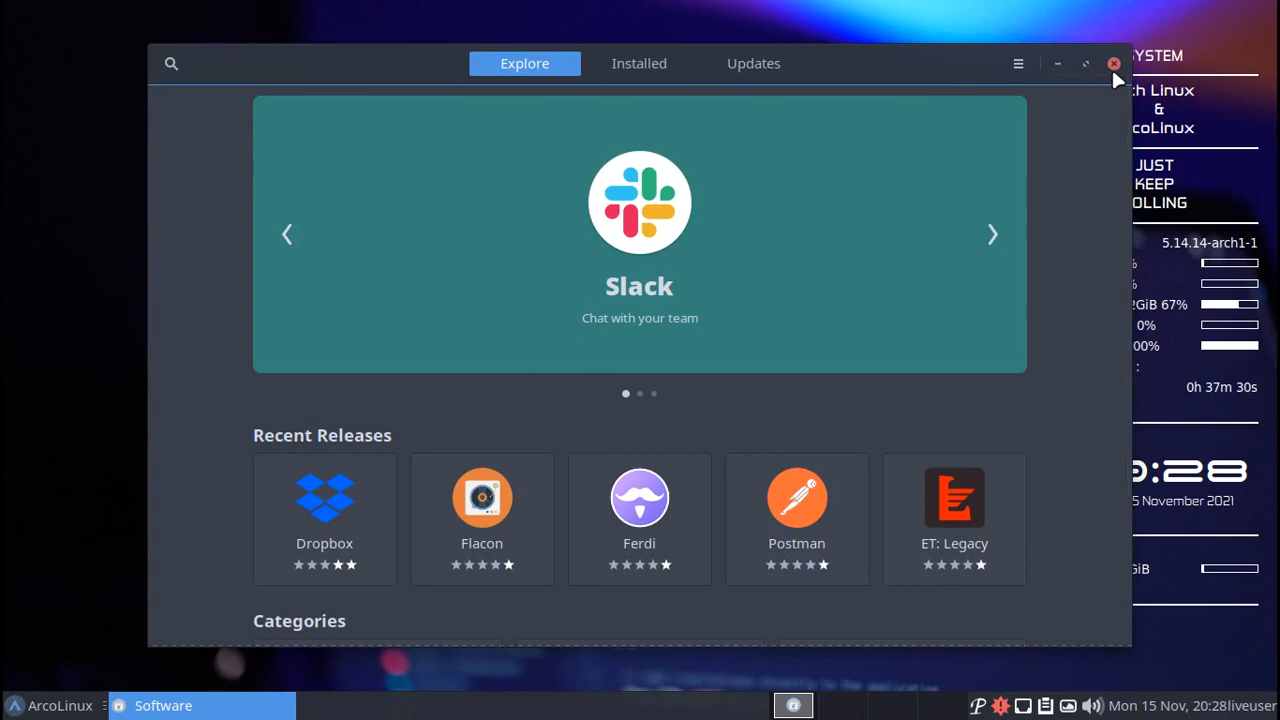 Explore
Installed
Updates
Slack
Chat with your team
Recent Releases
Dropbox
Flacon
Ferdi
Postman
ET: Legacy
Categories
YSTEM
ch Linux
&
coLinux
JUST
KEEP
OLLING
5.14.14-arch1-1
%
%
2GiB 67%
0%
00%
:
0h 37m 30s
:28
5 November 2021
GiB
ArcoLinux
Software
Mon 15 Nov, 20:28
liveuser